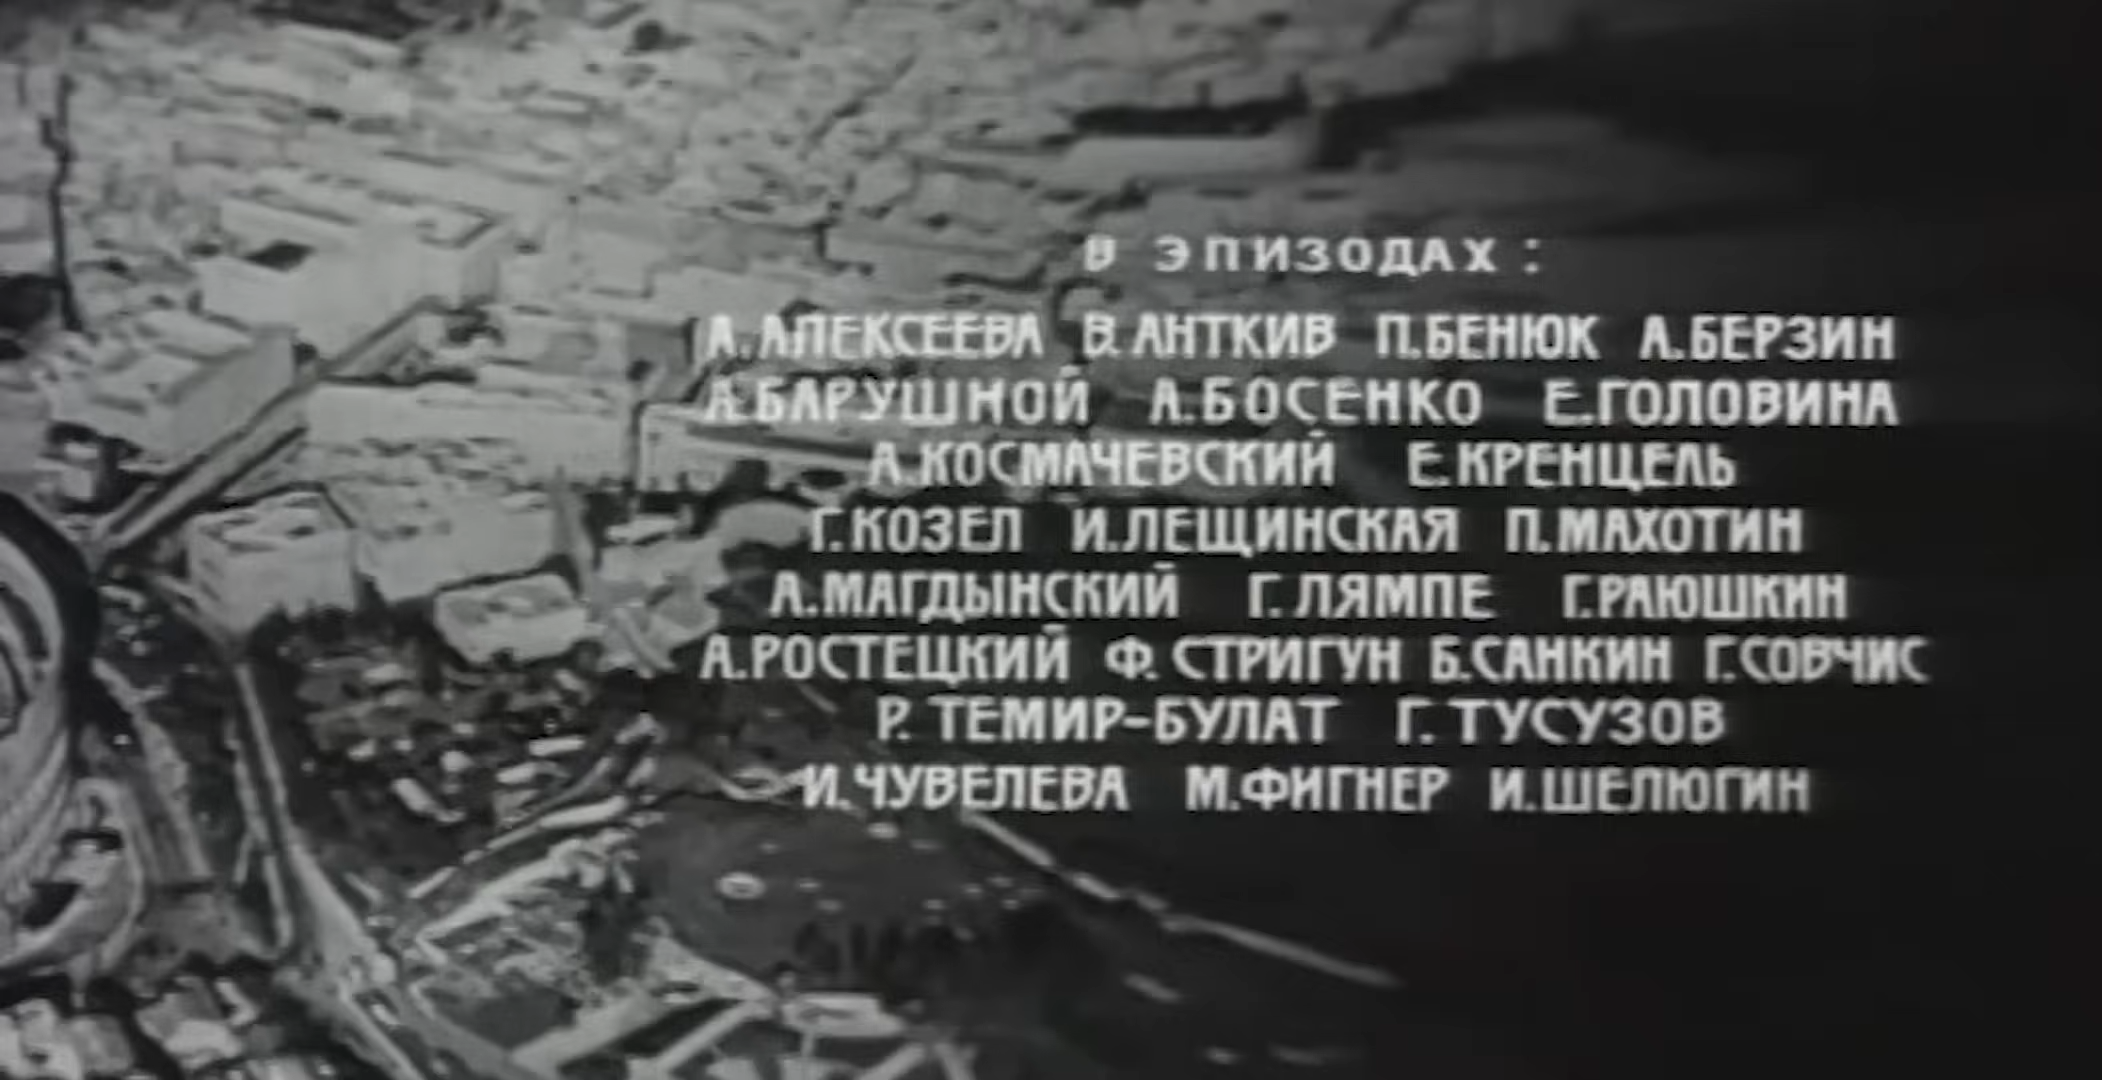 В ЭПИЗОДАХ:
А.АЛЕКСЕЕВА В.АНТКИВ П.БЕНЮК А.БЕРЗИН
А.БАРУШНОЙ А.БОСЕНКО Е.ГОЛОВИНА
А.КОСМАЧЕВСКИЙ Е.КРЕНЦЕЛЬ
Г.КОЗЕЛ И.ЛЕЩИНСКАЯ П.МАХОТИН
А.МАГДЫНСКИЙ Г.ЛЯМПЕ Г.РАЮШКИН
А.РОСТЕЦКИЙ Ф.СТРИГУН Б.САНКИН Г.СОВЧИС
Р.ТЕМИР-БУЛАТ Г.ТУСУЗОВ
И.ЧУВЕЛЕВА М.ФИГНЕР И.ШЕЛЮГИН